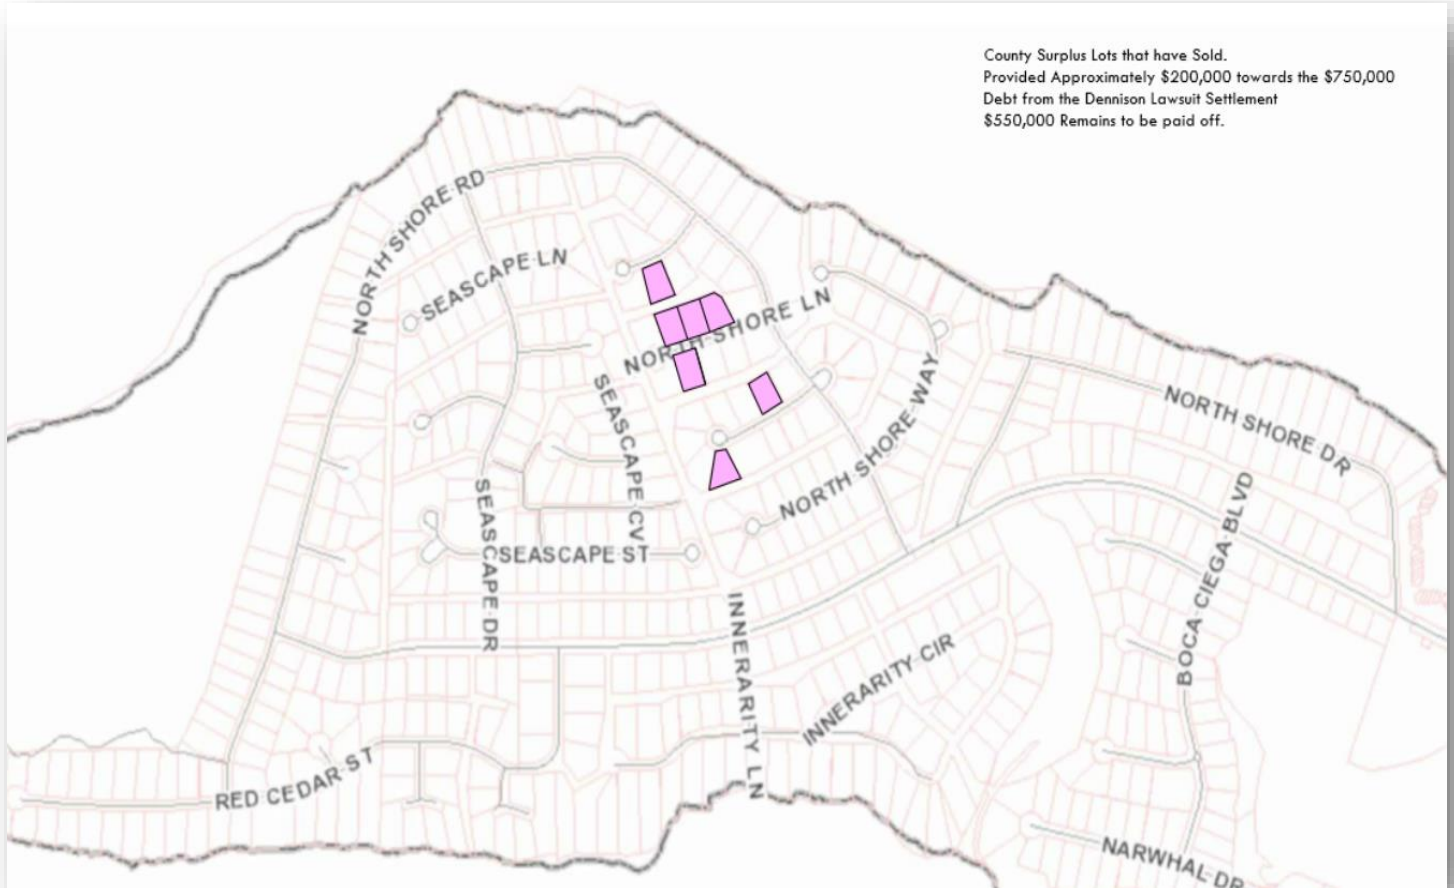 County Surplus Lots that have Sold.
Provided Approximately $200,000 towards the $750,000
Debt from the Dennison Lawsuit Settlement
$550,000 Remains to be paid off.
NORTH SHORE RD
SEASCAPE LN
NORTH SHORE LN
SEASCAPE CV
NORTH SHORE WAY
NORTH SHORE DR
SEASCAPE DR
SEASCAPE ST
BOCA CIEGA BLVD
INNERARITY LN
INNERARITY CIR
RED CEDAR ST
NARWHAL DR